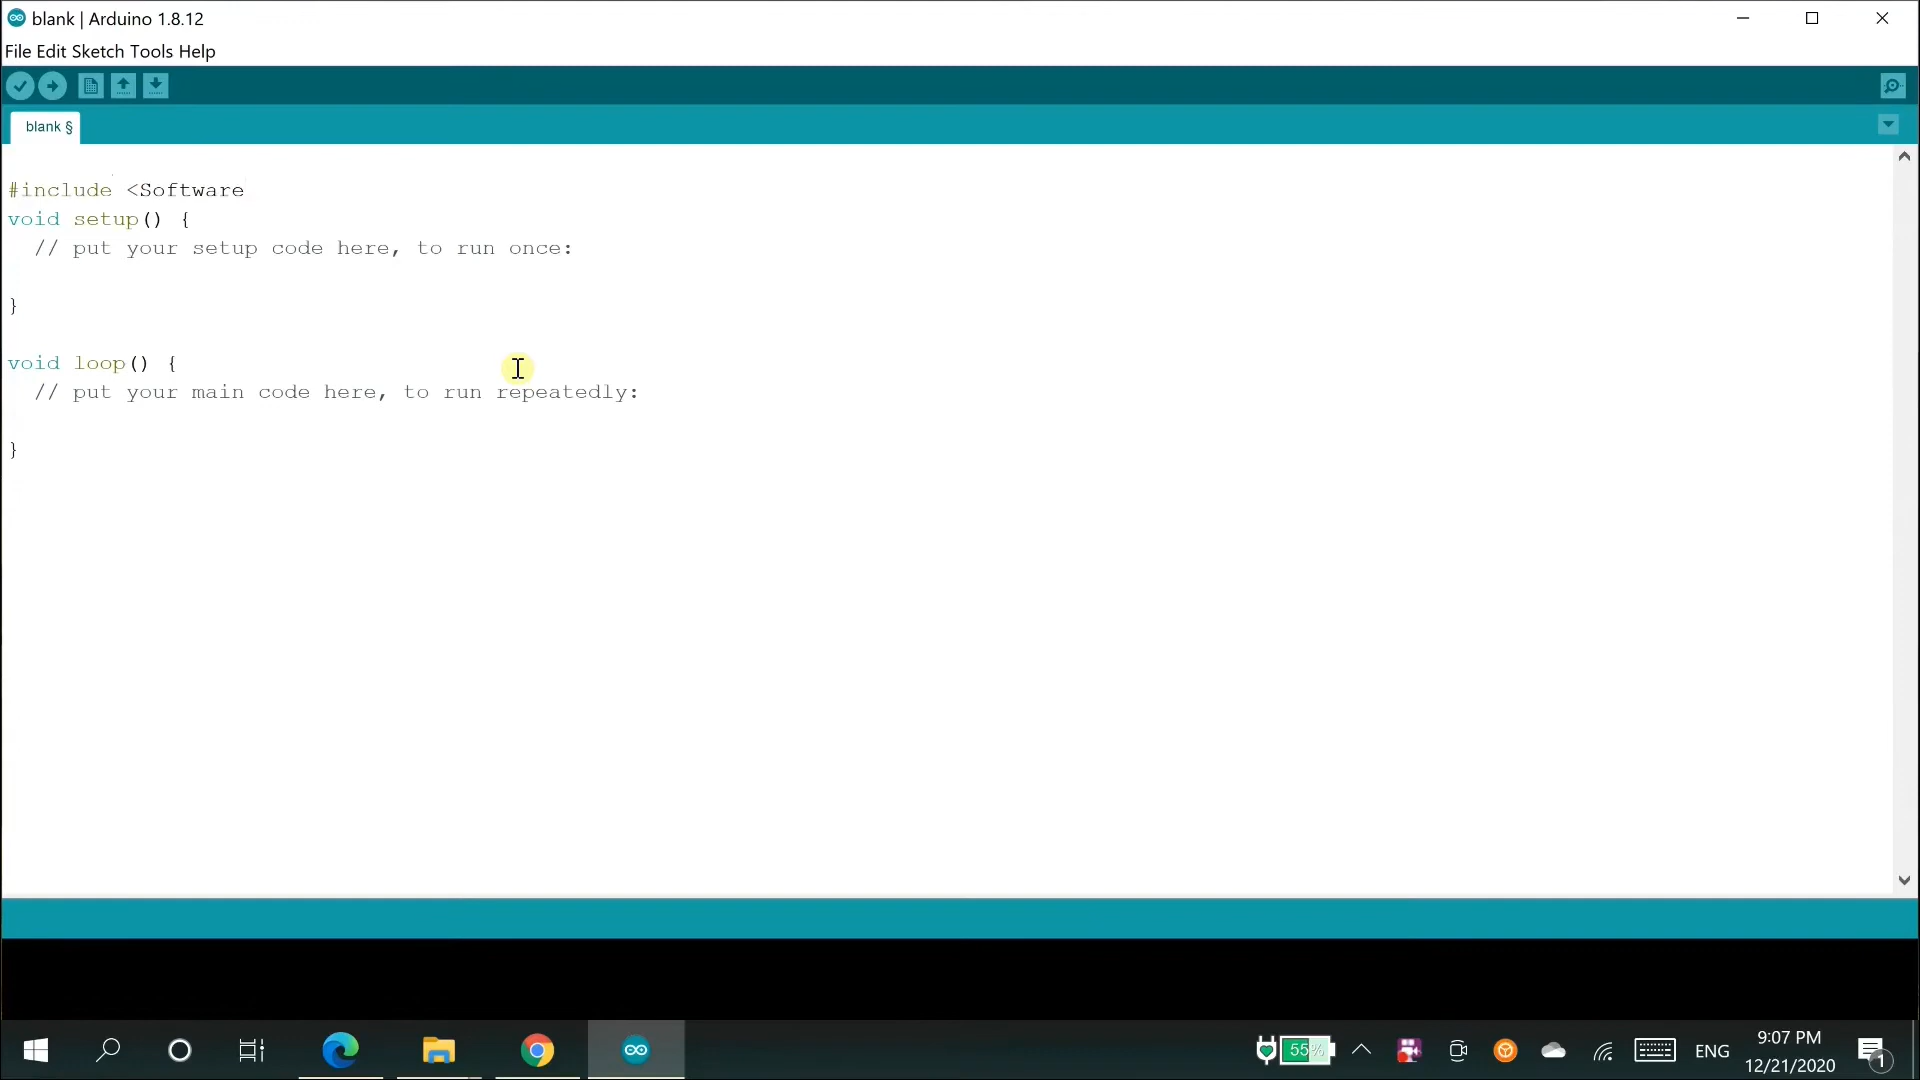 blank | Arduino 1.8.12
File Edit Sketch Tools Help
blank §
#include <Software
void setup() {
  // put your setup code here, to run once:
}
void loop() {
  // put your main code here, to run repeatedly:
}
55%
ENG
9:07 PM
12/21/2020
1